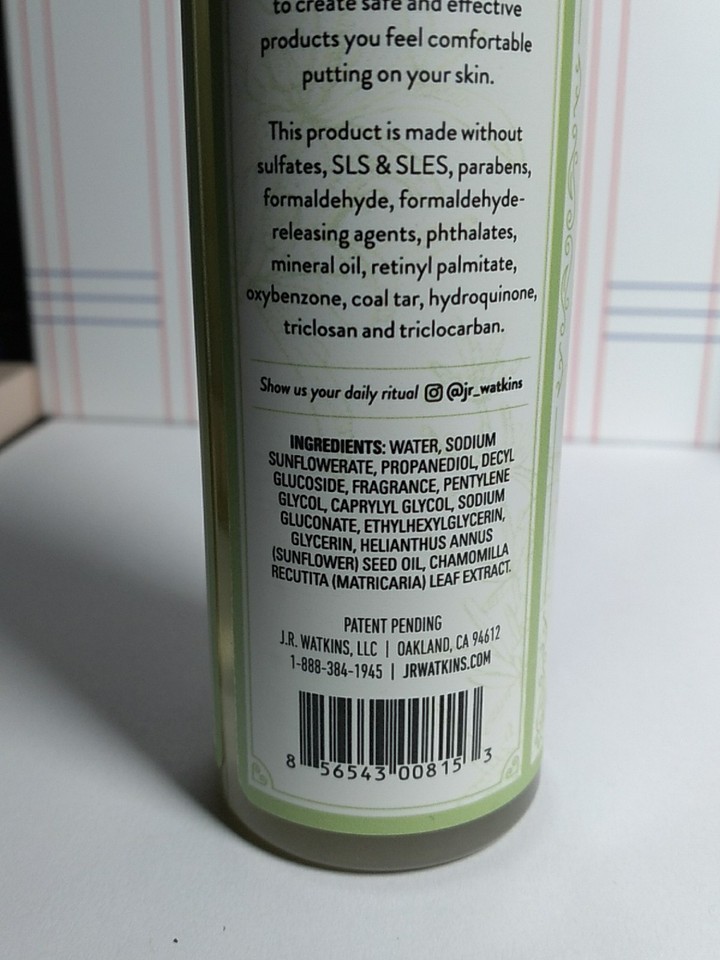 to create safe and effective
products you feel comfortable
putting on your skin.
This product is made without
sulfates, SLS & SLES, parabens,
formaldehyde, formaldehyde-
releasing agents, phthalates,
mineral oil, retinyl palmitate,
oxybenzone, coal tar, hydroquinone,
triclosan and triclocarban.
Show us your daily ritual @jr_watkins
INGREDIENTS: WATER, SODIUM
SUNFLOWERATE, PROPANEDIOL, DECYL
GLUCOSIDE, FRAGRANCE, PENTYLENE
GLYCOL, CAPRYLYL GLYCOL, SODIUM
GLUCONATE, ETHYLHEXYLGLYCERIN,
GLYCERIN, HELIANTHUS ANNUS
(SUNFLOWER) SEED OIL, CHAMOMILLA
RECUTITA (MATRICARIA) LEAF EXTRACT.
PATENT PENDING
J.R. WATKINS, LLC | OAKLAND, CA 94612
1-888-384-1945 | JRWATKINS.COM
8 56543 00815 3